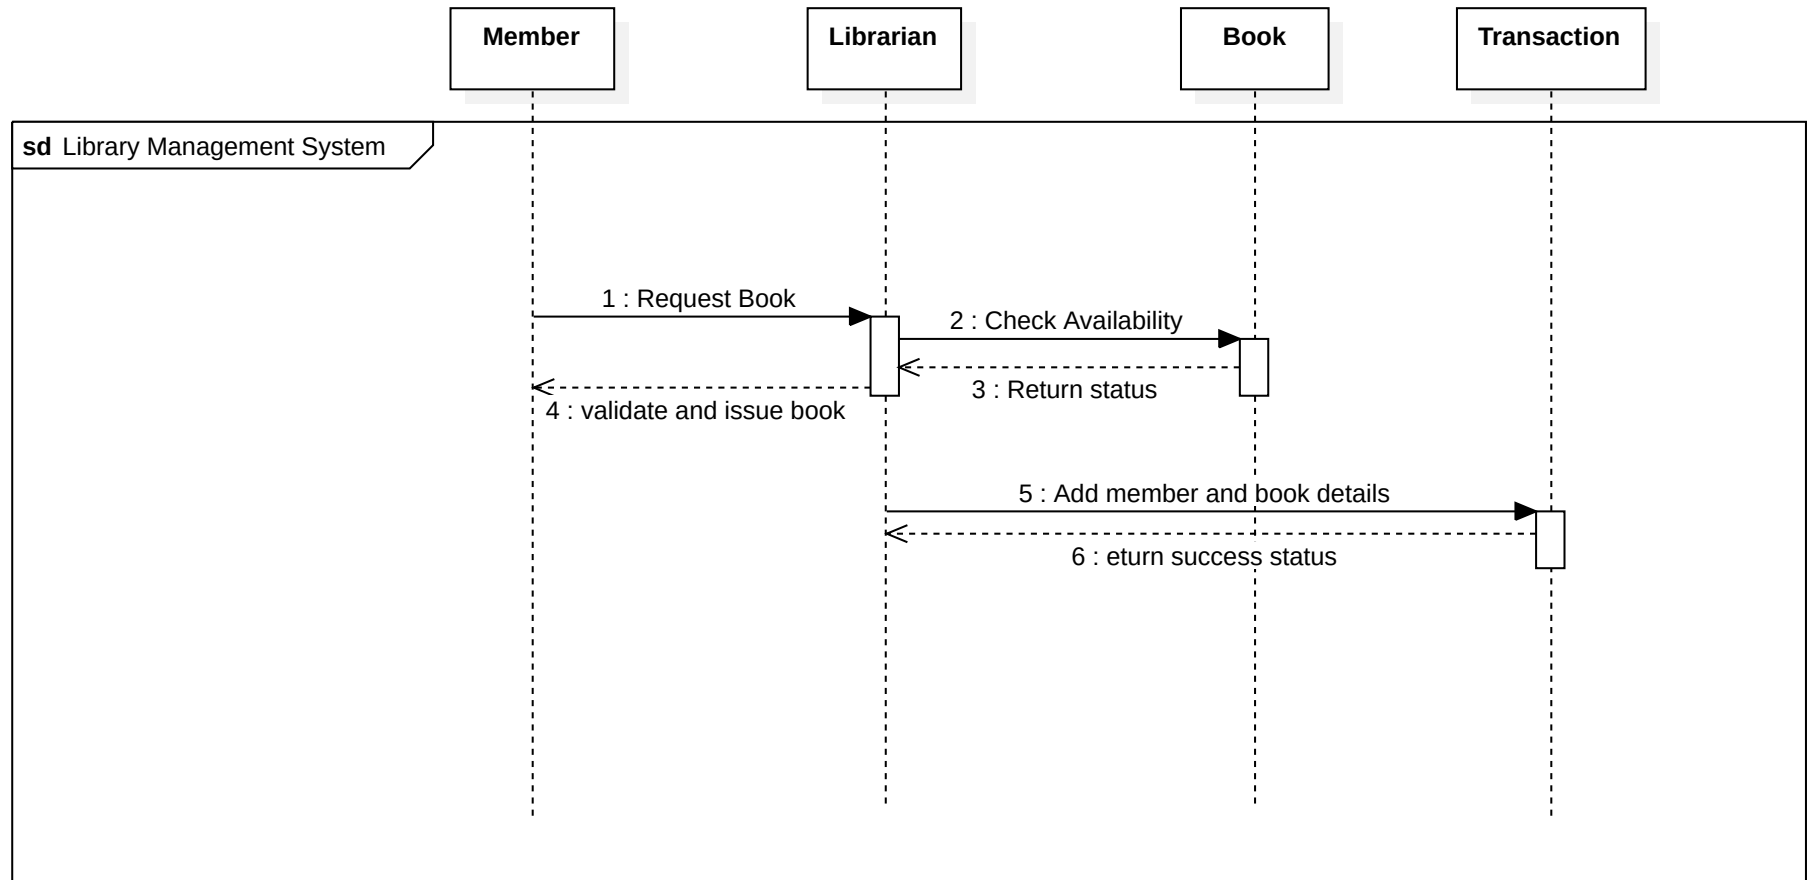 Member
Librarian
Book
Transaction
sd Library Management System
1 : Request Book
2 : Check Availability
3 : Return status
4 : validate and issue book
5 : Add member and book details
6 : eturn success status